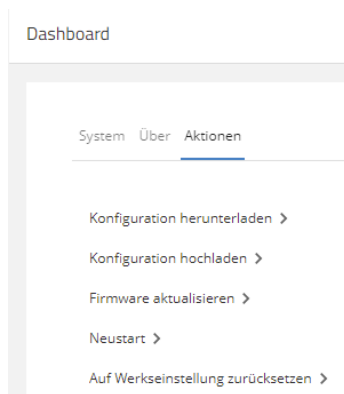 Dashboard
System Über Aktionen
Konfiguration herunterladen
Konfiguration hochladen
Firmware aktualisieren
Neustart
Auf Werkseinstellung zurücksetzen